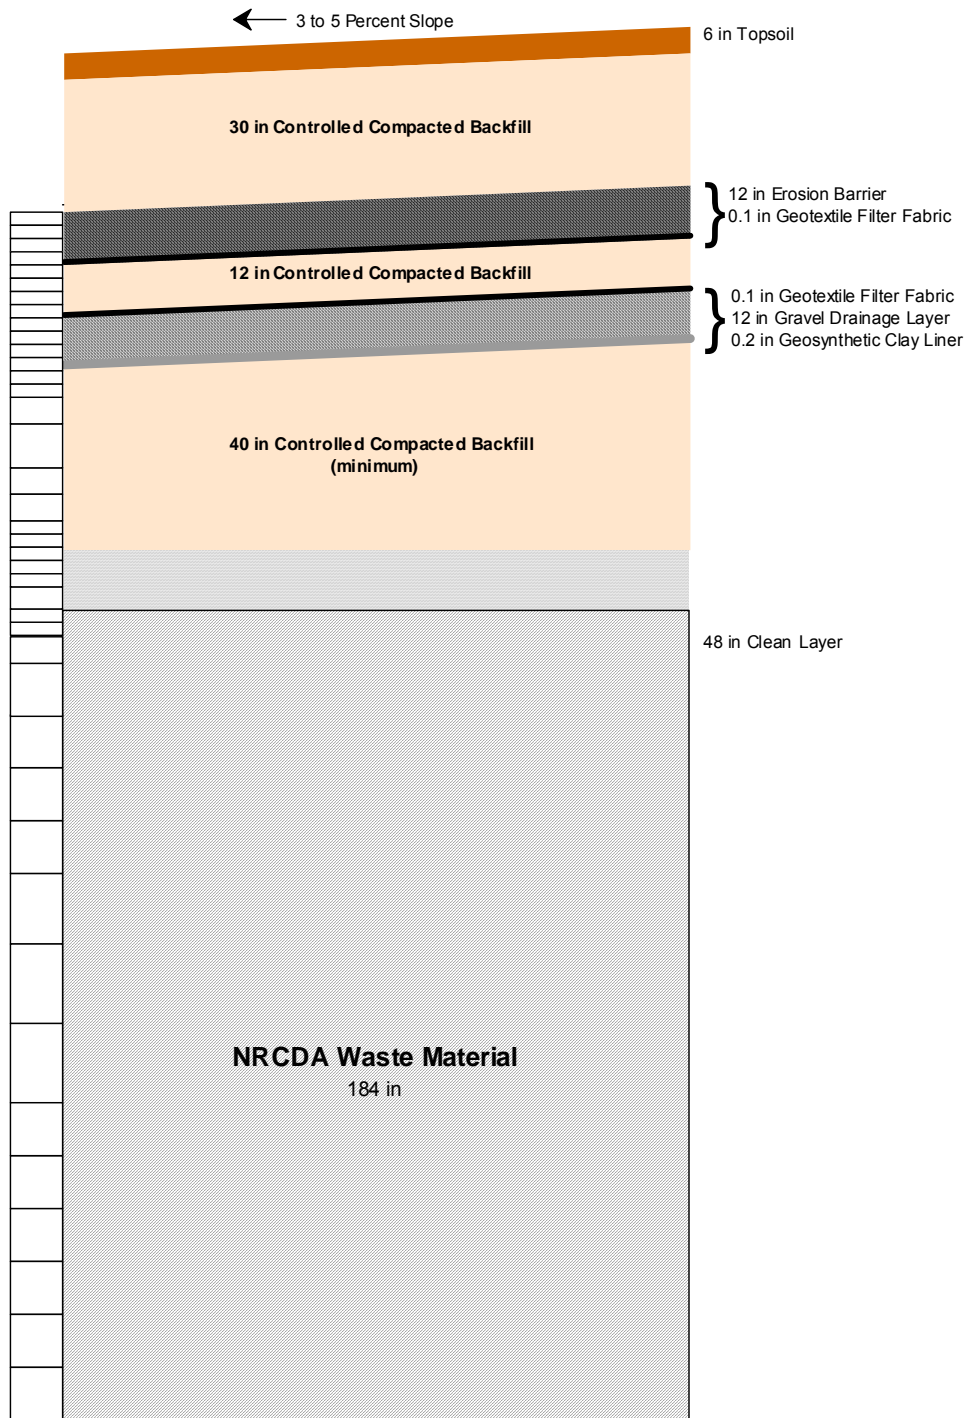 3 to 5 Percent Slope
6 in Topsoil
30 in Controlled Compacted Backfill
12 in Erosion Barrier
0.1 in Geotextile Filter Fabric
12 in Controlled Compacted Backfill
0.1 in Geotextile Filter Fabric
12 in Gravel Drainage Layer
0.2 in Geosynthetic Clay Liner
40 in Controlled Compacted Backfill
(minimum)
48 in Clean Layer
NRCDA Waste Material
184 in